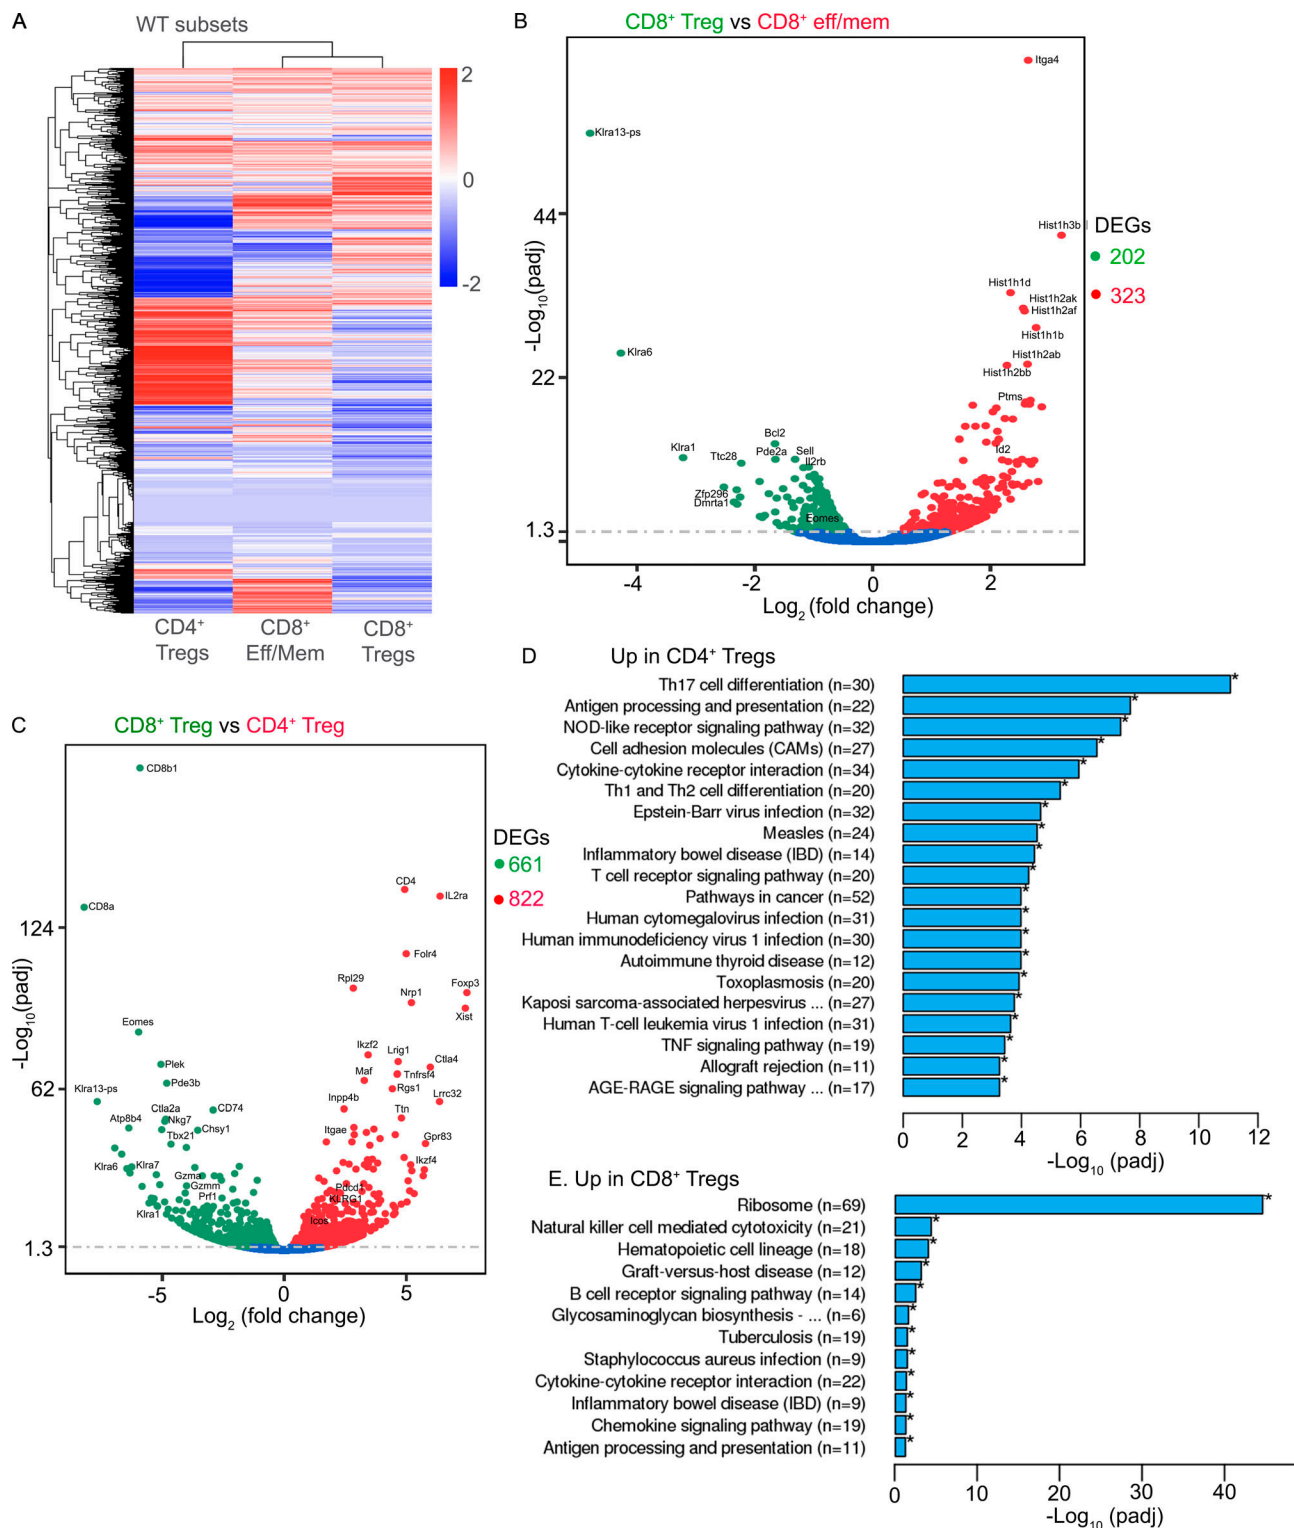 A
WT subsets
2
0
-2
CD4+
Tregs
CD8+
Eff/Mem
CD8+
Tregs
B
CD8+ Treg vs CD8+ eff/mem
Itga4
Klra13-ps
44
Hist1h3b
Hist1h1d
Hist1h2ak
Hist1h2af
Hist1h1b
Hist1h2ab
Hist1h2bb
Klra6
22
Ptms
Bcl2
Klra1
Ttc28
Pde2a
Sell
Il2rb
Id2
Zfp296
Dmrta1
Eomes
1.3
-Log10(padj)
-4
-2
0
2
Log2 (fold change)
DEGs
202
323
C
CD8+ Treg vs CD4+ Treg
CD8b1
CD8a
CD4
IL2ra
124
Folr4
Rpl29
Foxp3
Nrp1
Xist
Eomes
Ikzf2
Lrig1
Ctla4
Plek
Pde3b
Maf
Tnfrsf4
Rgs1
62
Klra13-ps
Inpp4b
Lrrc32
Ctla2a
CD74
Atp8b4
Nkg7
Chsy1
Ttn
Tbx21
Itgae
Gpr83
Klra6
Klra7
Ikzf4
Gzma
Gzmm
Pdcd1
Prf1
KLRG1
Klra1
Icos
1.3
-Log10(padj)
-5
0
5
Log2 (fold change)
DEGs
661
822
D
Up in CD4+ Tregs
Th17 cell differentiation (n=30)
Antigen processing and presentation (n=22)
NOD-like receptor signaling pathway (n=32)
Cell adhesion molecules (CAMs) (n=27)
Cytokine-cytokine receptor interaction (n=34)
Th1 and Th2 cell differentiation (n=20)
Epstein-Barr virus infection (n=32)
Measles (n=24)
Inflammatory bowel disease (IBD) (n=14)
T cell receptor signaling pathway (n=20)
Pathways in cancer (n=52)
Human cytomegalovirus infection (n=31)
Human immunodeficiency virus 1 infection (n=30)
Autoimmune thyroid disease (n=12)
Toxoplasmosis (n=20)
Kaposi sarcoma-associated herpesvirus ... (n=27)
Human T-cell leukemia virus 1 infection (n=31)
TNF signaling pathway (n=19)
Allograft rejection (n=11)
AGE-RAGE signaling pathway ... (n=17)
0 2 4 6 8 10 12
-Log10 (padj)
E. Up in CD8+ Tregs
Ribosome (n=69)
Natural killer cell mediated cytotoxicity (n=21)
Hematopoietic cell lineage (n=18)
Graft-versus-host disease (n=12)
B cell receptor signaling pathway (n=14)
Glycosaminoglycan biosynthesis - ... (n=6)
Tuberculosis (n=19)
Staphylococcus aureus infection (n=9)
Cytokine-cytokine receptor interaction (n=22)
Inflammatory bowel disease (IBD) (n=9)
Chemokine signaling pathway (n=19)
Antigen processing and presentation (n=11)
0 10 20 30 40
-Log10 (padj)